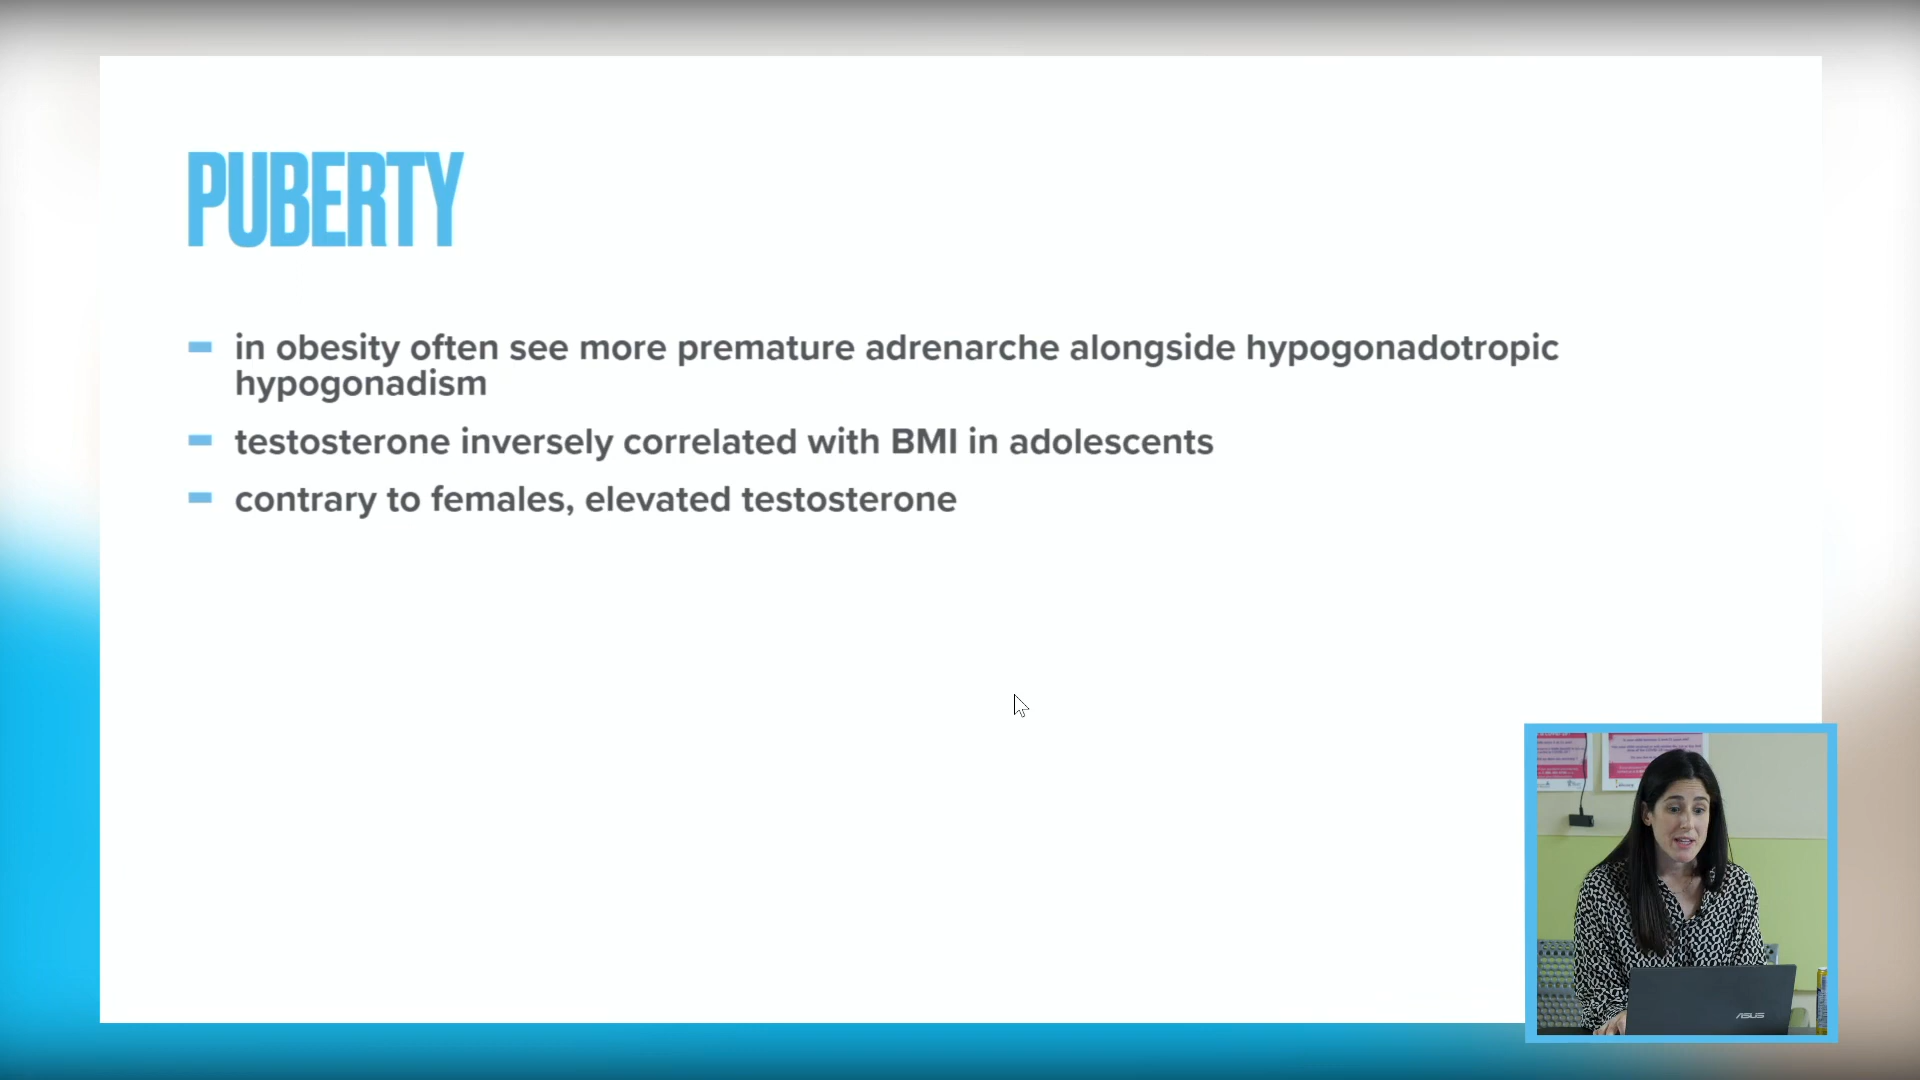 PUBERTY
in obesity often see more premature adrenarche alongside hypogonadotropic
hypogonadism
testosterone inversely correlated with BMI in adolescents
contrary to females, elevated testosterone
ASUS